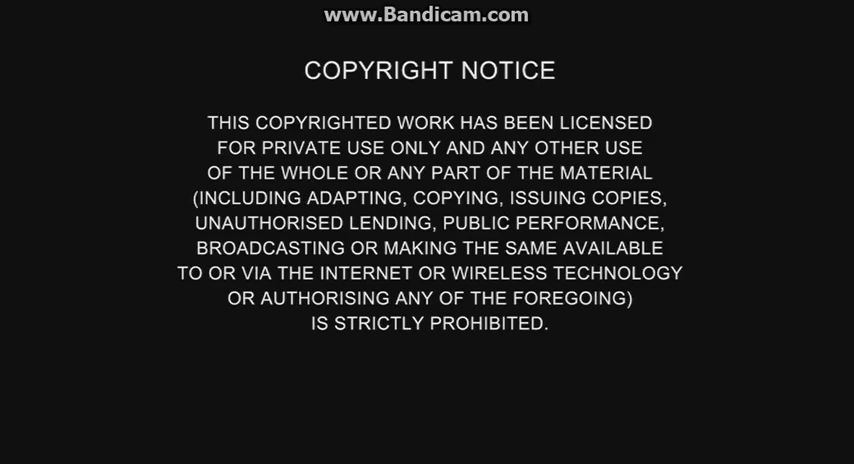 www.Bandicam.com
COPYRIGHT NOTICE
THIS COPYRIGHTED WORK HAS BEEN LICENSED
FOR PRIVATE USE ONLY AND ANY OTHER USE
OF THE WHOLE OR ANY PART OF THE MATERIAL
(INCLUDING ADAPTING, COPYING, ISSUING COPIES,
UNAUTHORISED LENDING, PUBLIC PERFORMANCE,
BROADCASTING OR MAKING THE SAME AVAILABLE
TO OR VIA THE INTERNET OR WIRELESS TECHNOLOGY
OR AUTHORISING ANY OF THE FOREGOING)
IS STRICTLY PROHIBITED.